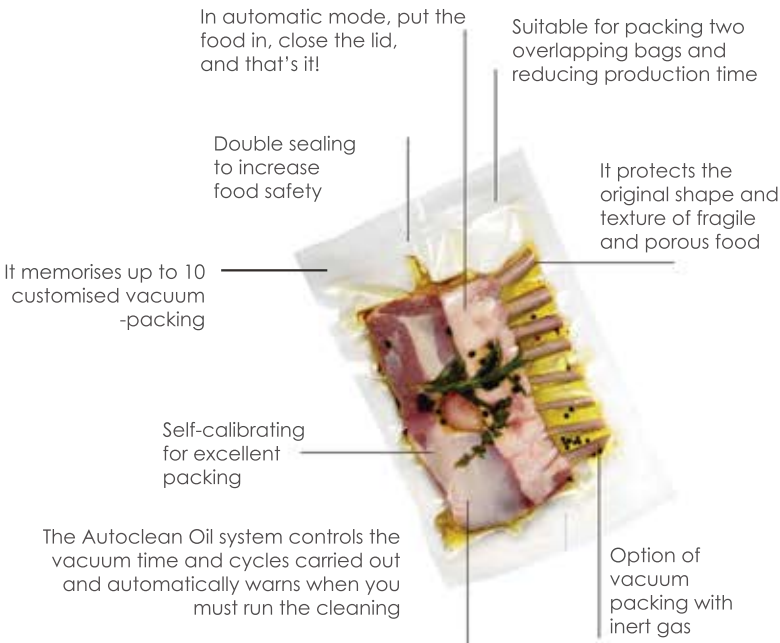 In automatic mode, put the
food in, close the lid,
and that's it!
Suitable for packing two
overlapping bags and
reducing production time
Double sealing
to increase
food safety
It protects the
original shape and
texture of fragile
and porous food
It memorises up to 10
customised vacuum
-packing
Self-calibrating
for excellent
packing
The Autoclean Oil system controls the
vacuum time and cycles carried out
and automatically warns when you
must run the cleaning
Option of
vacuum
packing with
inert gas